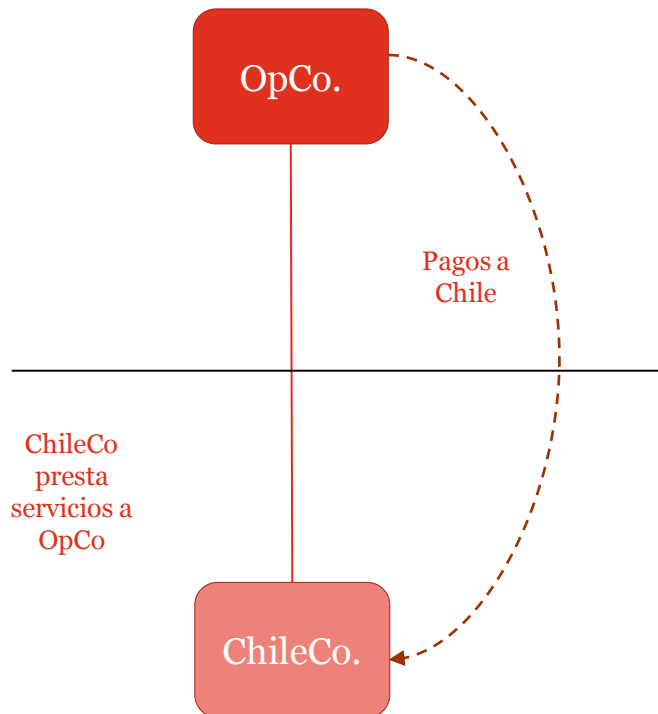 OpCo.
Pagos a
Chile
ChileCo
presta
servicios a
OpCo
ChileCo.